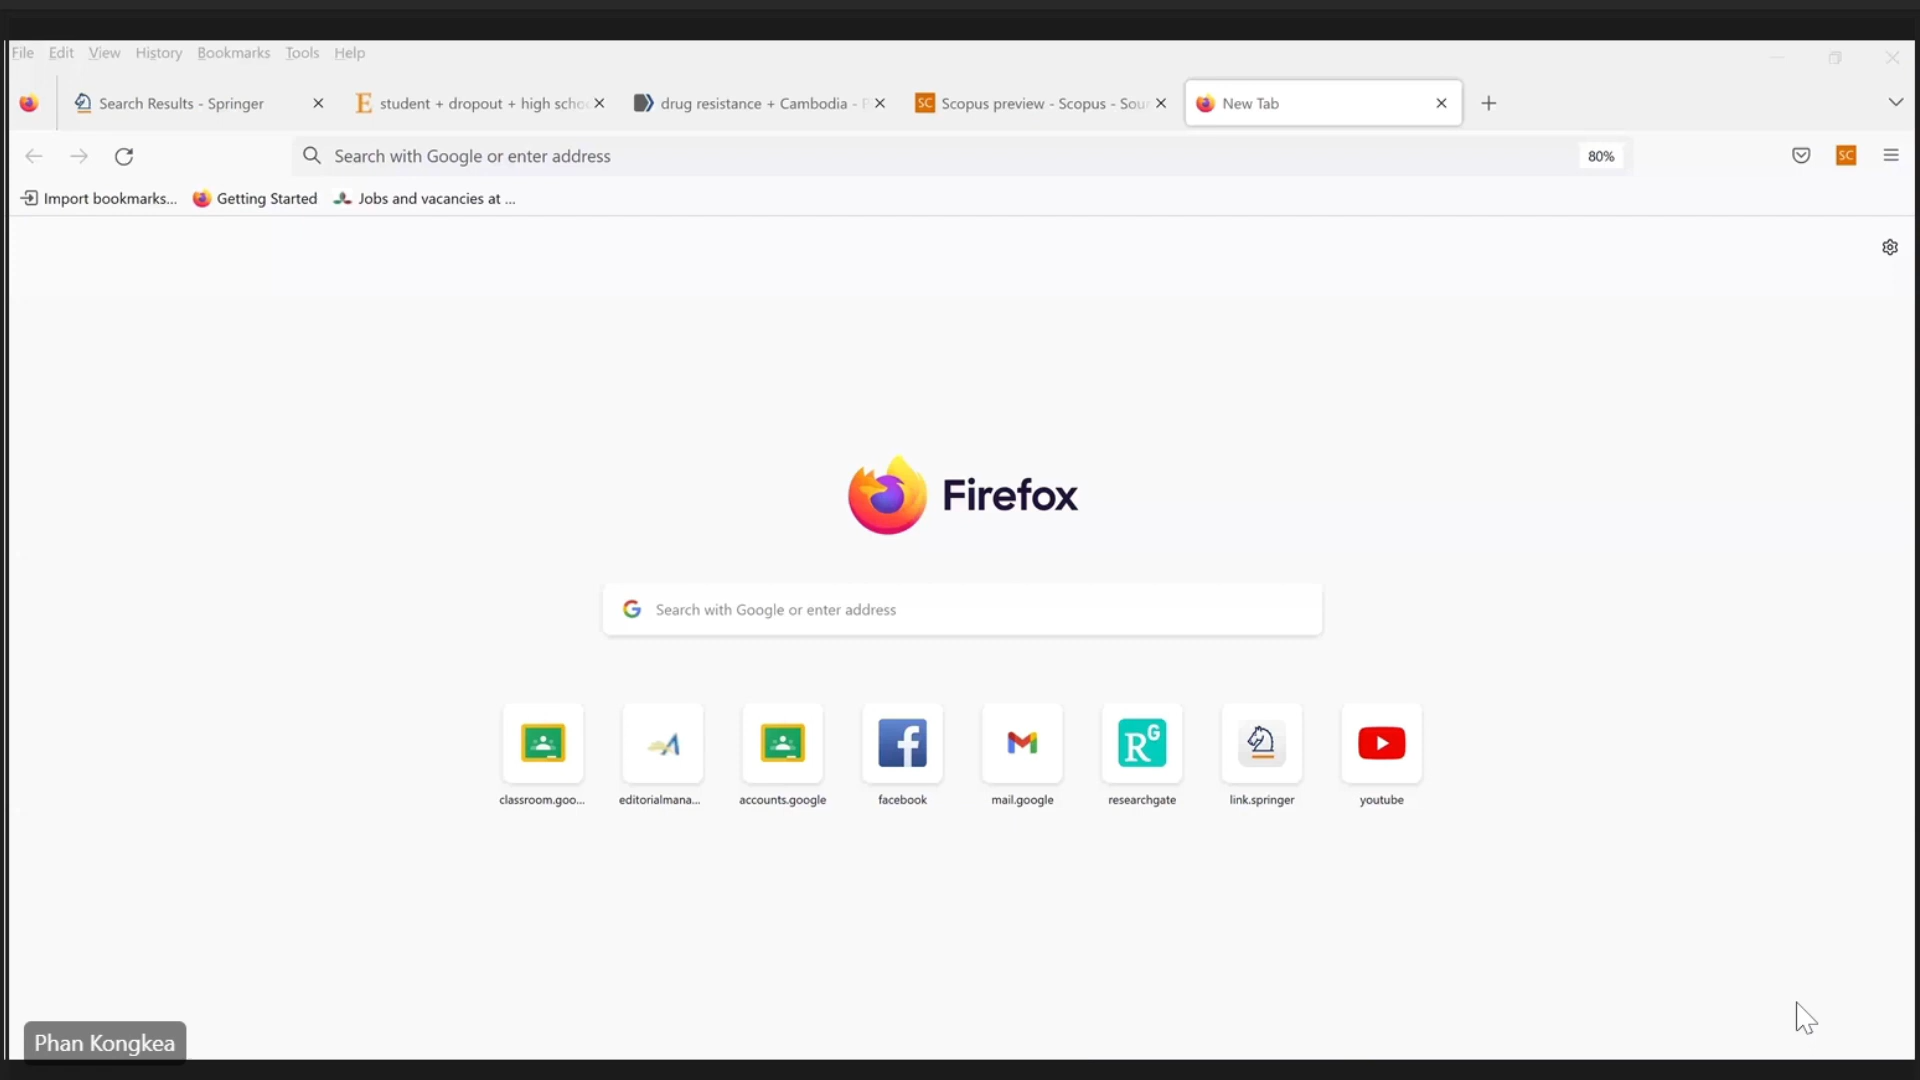 File Edit View History Bookmarks Tools Help
Search Results - Springer
student + dropout + high scho
drug resistance + Cambodia - P
SC Scopus preview - Scopus - Sou
New Tab
Search with Google or enter address
80%
SC
Import bookmarks...
Getting Started
Jobs and vacancies at ...
Firefox
Search with Google or enter address
classroom.goo...
editorialmana...
accounts.google
facebook
mail.google
researchgate
link.springer
youtube
Phan Kongkea